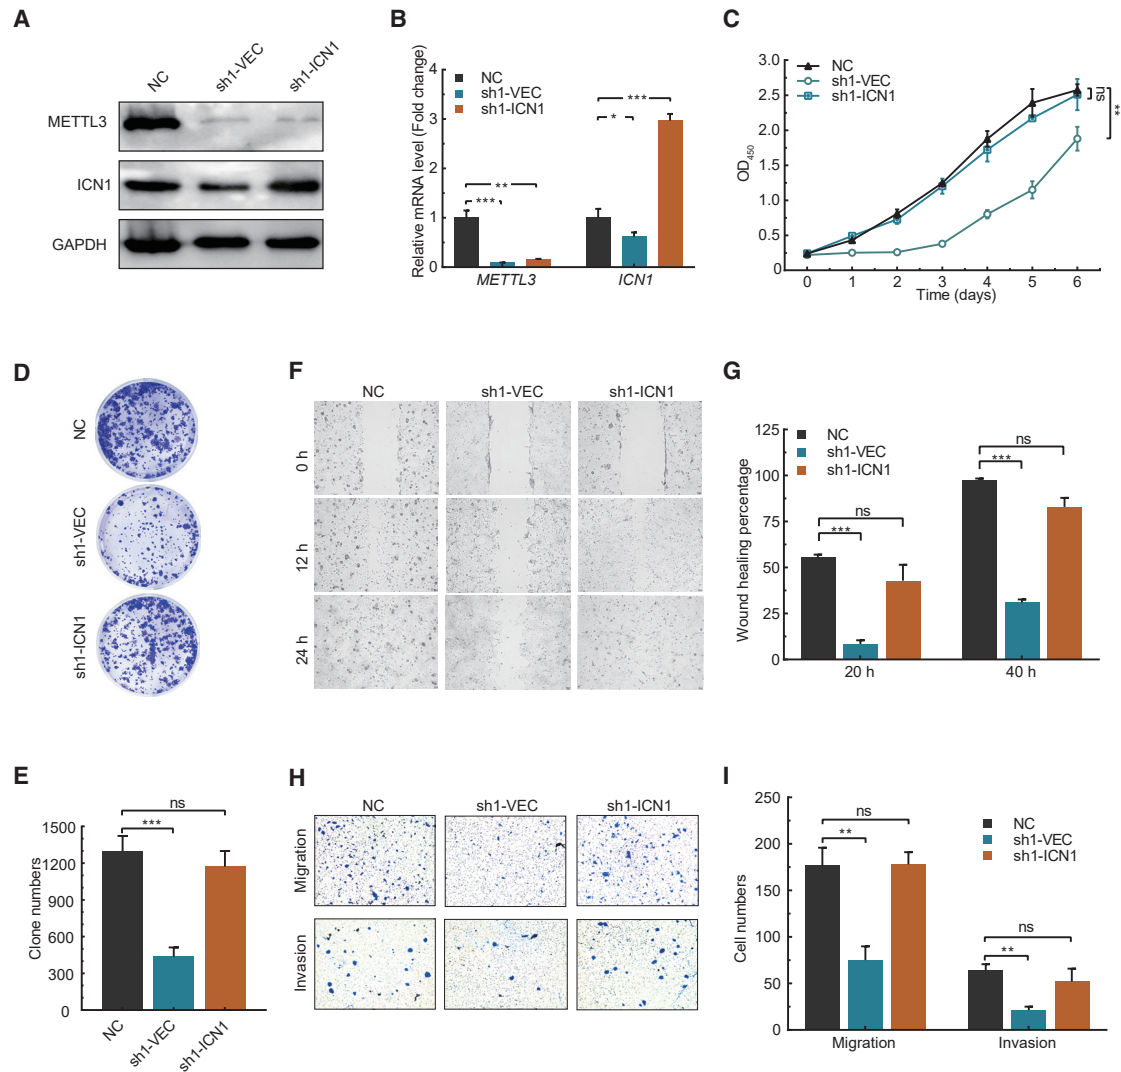 A
NC
sh1-VEC
sh1-ICN1
METTL3
ICN1
GAPDH
B
Relative mRNA level (Fold change)
4
3
2
1
0
NC
sh1-VEC
sh1-ICN1
***
*
**
***
METTL3
ICN1
C
OD450
3.0
2.5
2.0
1.5
1.0
0.5
0
NC
sh1-VEC
sh1-ICN1
ns
**
0 1 2 3 4 5 6
Time (days)
D
NC
sh1-VEC
sh1-ICN1
E
Clone numbers
1500
1200
900
600
300
0
ns
***
NC
sh1-VEC
sh1-ICN1
F
NC
sh1-VEC
sh1-ICN1
0 h
12 h
24 h
G
Wound healing percentage
125
100
75
50
25
0
NC
sh1-VEC
sh1-ICN1
ns
***
ns
***
20 h
40 h
H
NC
sh1-VEC
sh1-ICN1
Migration
Invasion
I
Cell numbers
250
200
150
100
50
0
NC
sh1-VEC
sh1-ICN1
ns
**
ns
**
Migration
Invasion